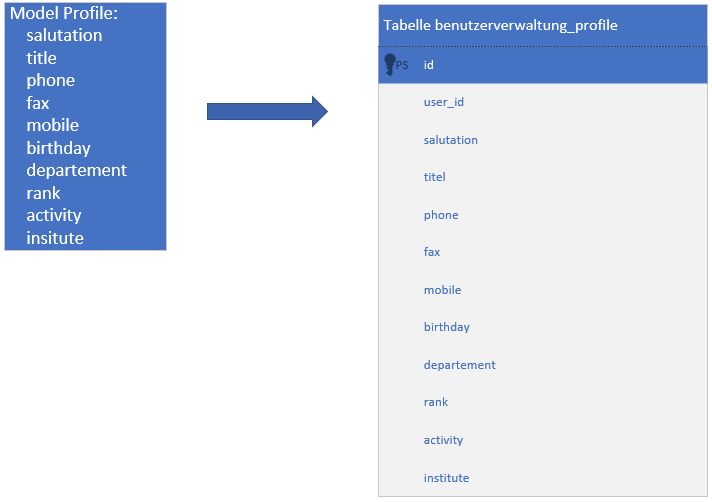 Model Profile:
salutation
title
phone
fax
mobile
birthday
departement
rank
activity
insitute
Tabelle benutzerverwaltung_profile
PS id
user_id
salutation
titel
phone
fax
mobile
birthday
departement
rank
activity
institute